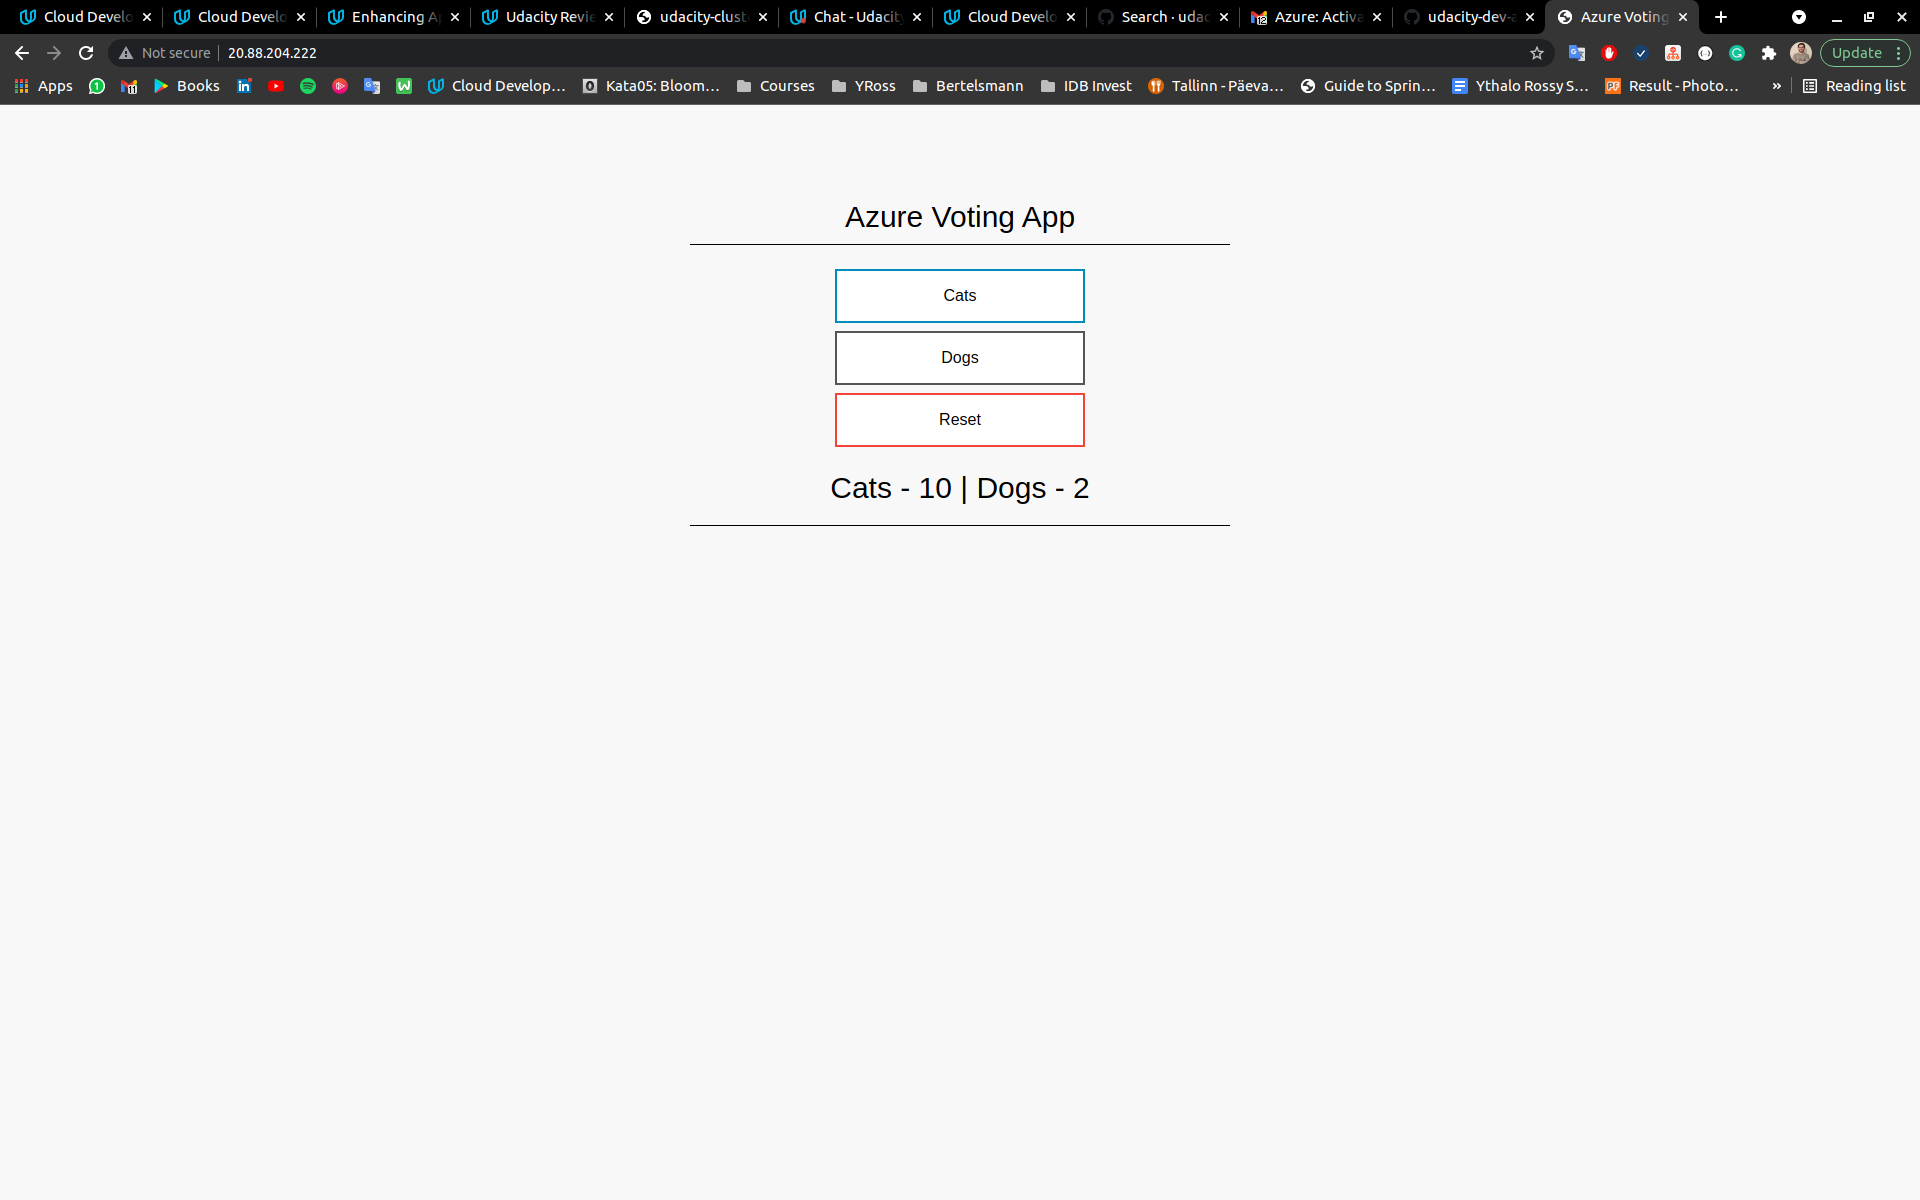 Cloud Develo
Cloud Develo
Enhancing A
Udacity Revie
udacity-clust
Chat - Udacity
Cloud Develo
Search · udac
Azure: Activa
udacity-dev-a
Azure Voting
Not secure 20.88.204.222 Update
Apps Books Cloud Develop... Kata05: Bloom... Courses YRoss Bertelsmann IDB Invest Tallinn - Päeva... Guide to Sprin... Ythalo Rossy S... Result - Photo... » Reading list
Azure Voting App
Cats
Dogs
Reset
Cats - 10 | Dogs - 2